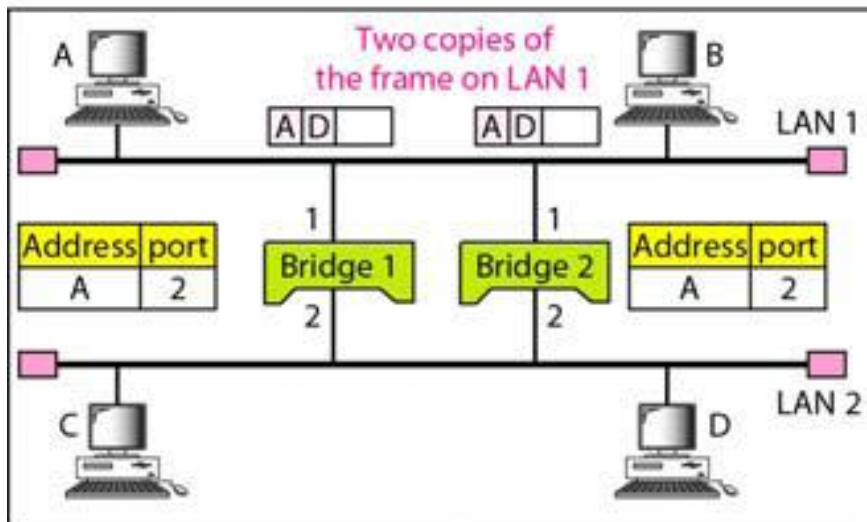 A
Two copies of
the frame on LAN 1
B
A D
A D
LAN 1
1
1
Address port
A 2
Bridge 1
Bridge 2
Address port
A 2
2
2
LAN 2
C
D